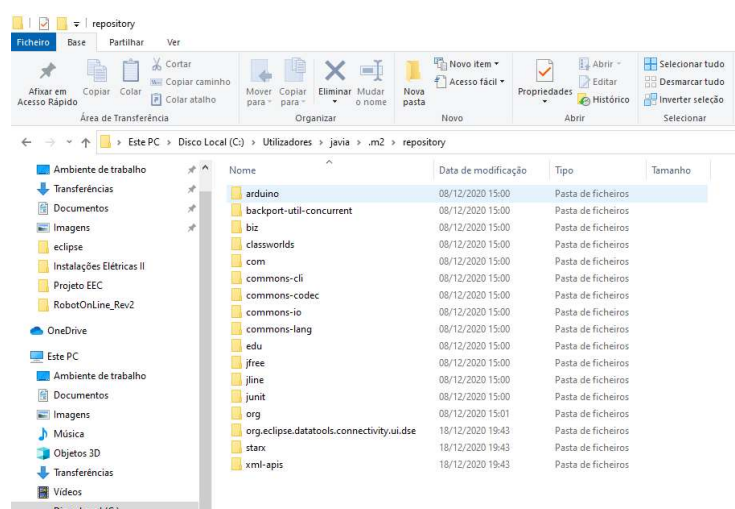 repository
Ficheiro Base Partilhar Ver
Afixar em Acesso Rápido
Copiar
Colar
Cortar
Copiar caminho
Colar atalho
Área de Transferência
Mover para
Copiar para
Eliminar
Mudar o nome
Organizar
Nova pasta
Novo item
Acesso fácil
Novo
Propriedades
Abrir
Editar
Histórico
Abrir
Selecionar tudo
Desmarcar tudo
Inverter seleção
Selecionar
Este PC > Disco Local (C:) > Utilizadores > javia > .m2 > repository
Ambiente de trabalho
Transferências
Documentos
Imagens
eclipse
Instalações Elétricas II
Projeto EEC
RobotOnLine_Rev2
OneDrive
Este PC
Ambiente de trabalho
Documentos
Imagens
Música
Objetos 3D
Transferências
Vídeos
Nome Data de modificação Tipo Tamanho
arduino 08/12/2020 15:00 Pasta de ficheiros
backport-util-concurrent 08/12/2020 15:00 Pasta de ficheiros
biz 08/12/2020 15:00 Pasta de ficheiros
classworlds 08/12/2020 15:00 Pasta de ficheiros
com 08/12/2020 15:00 Pasta de ficheiros
commons-cli 08/12/2020 15:00 Pasta de ficheiros
commons-codec 08/12/2020 15:00 Pasta de ficheiros
commons-io 08/12/2020 15:00 Pasta de ficheiros
commons-lang 08/12/2020 15:00 Pasta de ficheiros
edu 08/12/2020 15:00 Pasta de ficheiros
jfree 08/12/2020 15:00 Pasta de ficheiros
jline 08/12/2020 15:00 Pasta de ficheiros
junit 08/12/2020 15:00 Pasta de ficheiros
org 08/12/2020 15:01 Pasta de ficheiros
org.eclipse.datatools.connectivity.ui.dse 18/12/2020 19:43 Pasta de ficheiros
starx 18/12/2020 19:43 Pasta de ficheiros
xml-apis 18/12/2020 19:43 Pasta de ficheiros